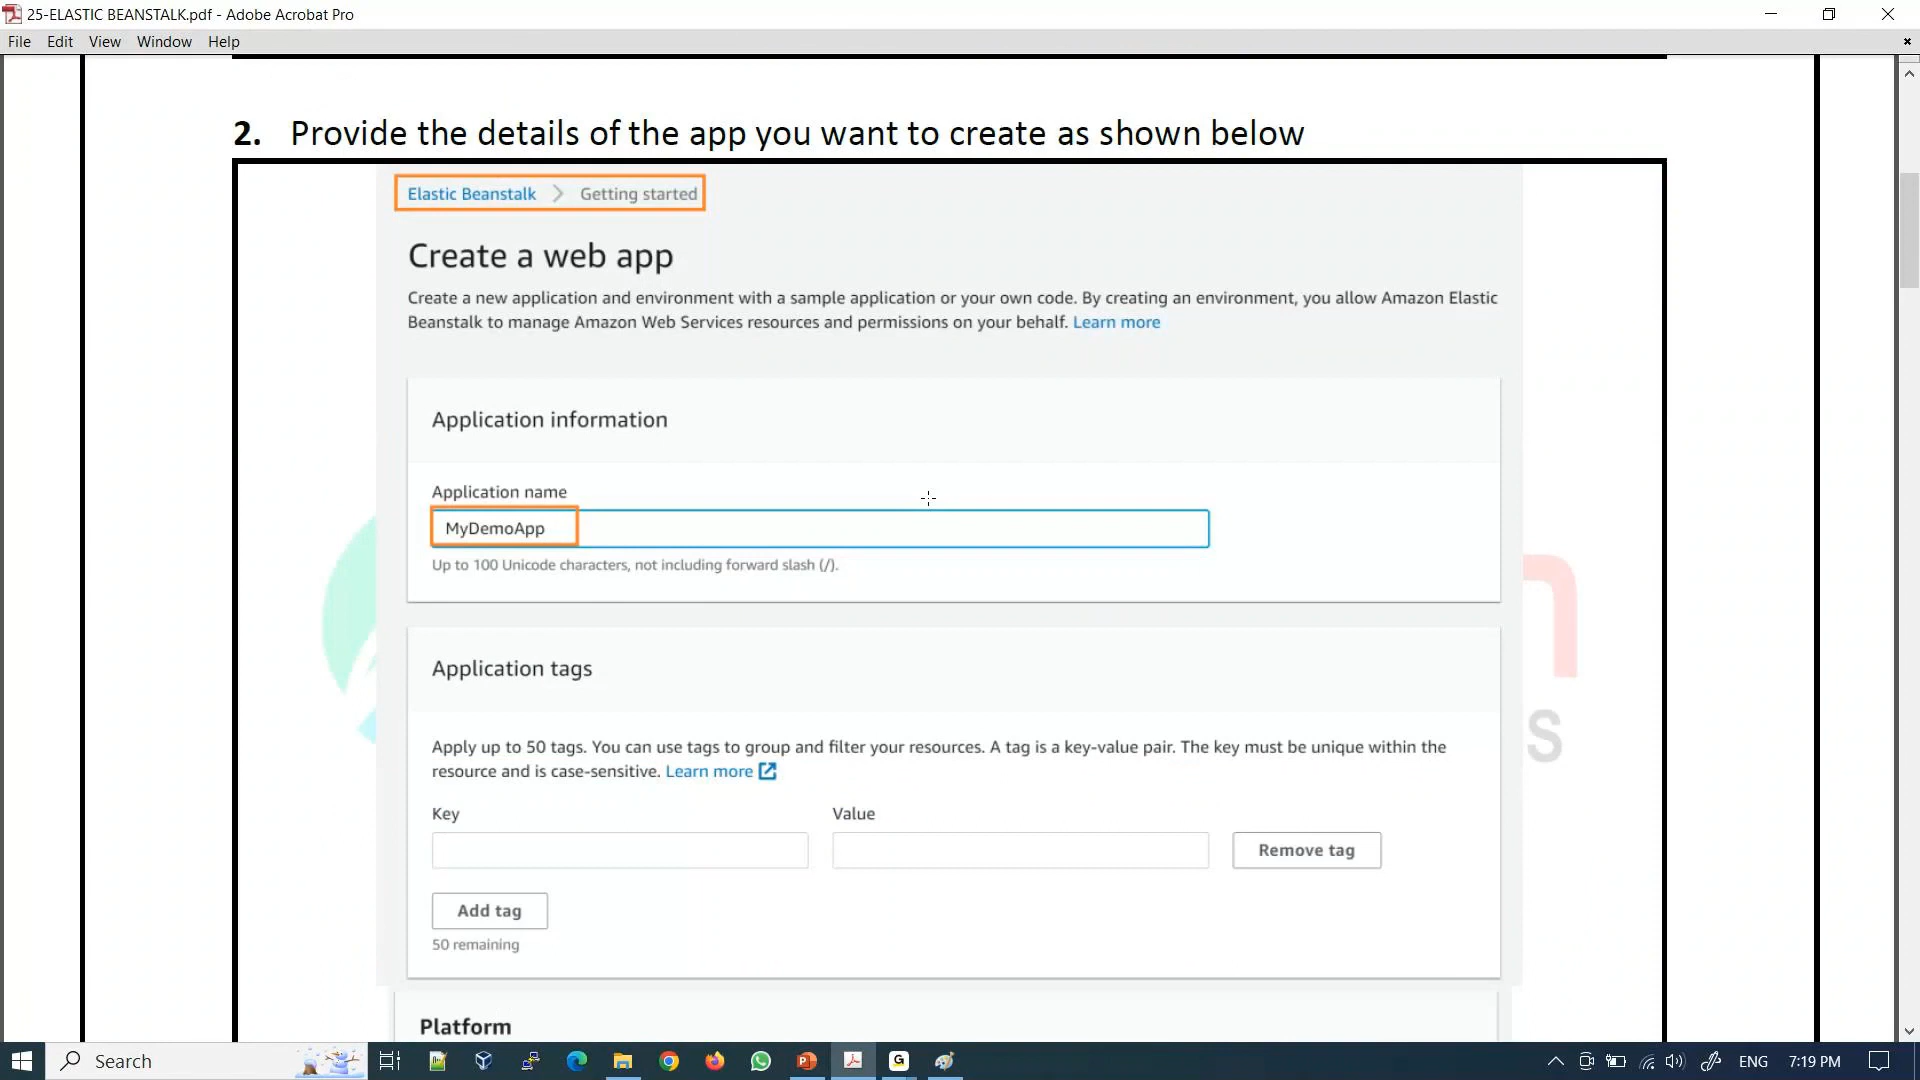 25-ELASTIC BEANSTALK.pdf - Adobe Acrobat Pro
File Edit View Window Help
2. Provide the details of the app you want to create as shown below
Elastic Beanstalk > Getting started
Create a web app
Create a new application and environment with a sample application or your own code. By creating an environment, you allow Amazon Elastic
Beanstalk to manage Amazon Web Services resources and permissions on your behalf. Learn more
Application information
Application name
MyDemoApp
Up to 100 Unicode characters, not including forward slash (/).
Application tags
Apply up to 50 tags. You can use tags to group and filter your resources. A tag is a key-value pair. The key must be unique within the
resource and is case-sensitive. Learn more
Key Value
Remove tag
Add tag
50 remaining
Platform
Search
ENG 7:19 PM